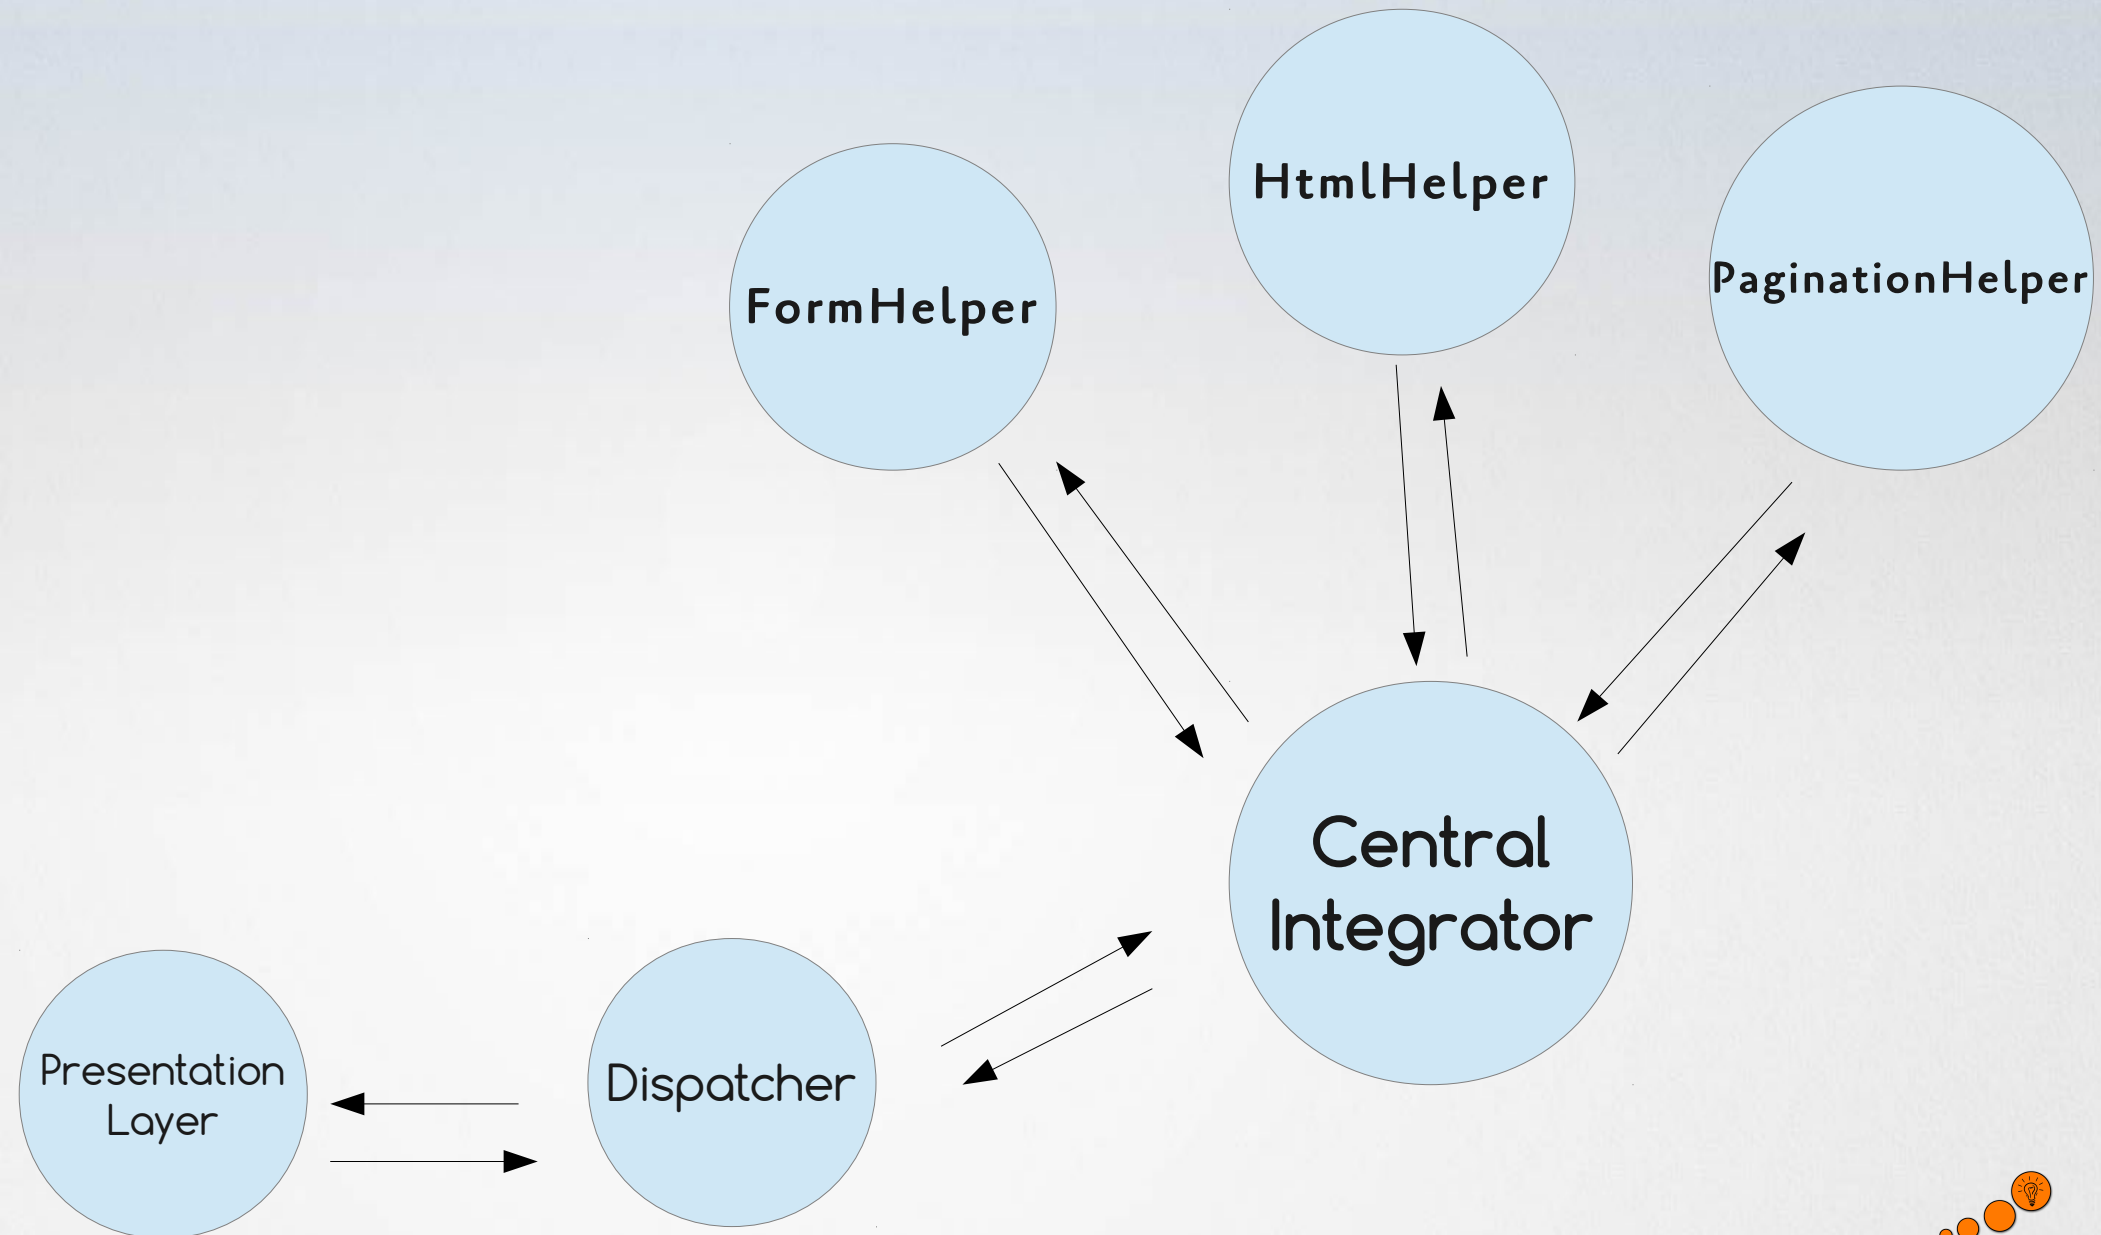 HtmlHelper
PaginationHelper
FormHelper
Central
Integrator
Presentation
Layer
Dispatcher